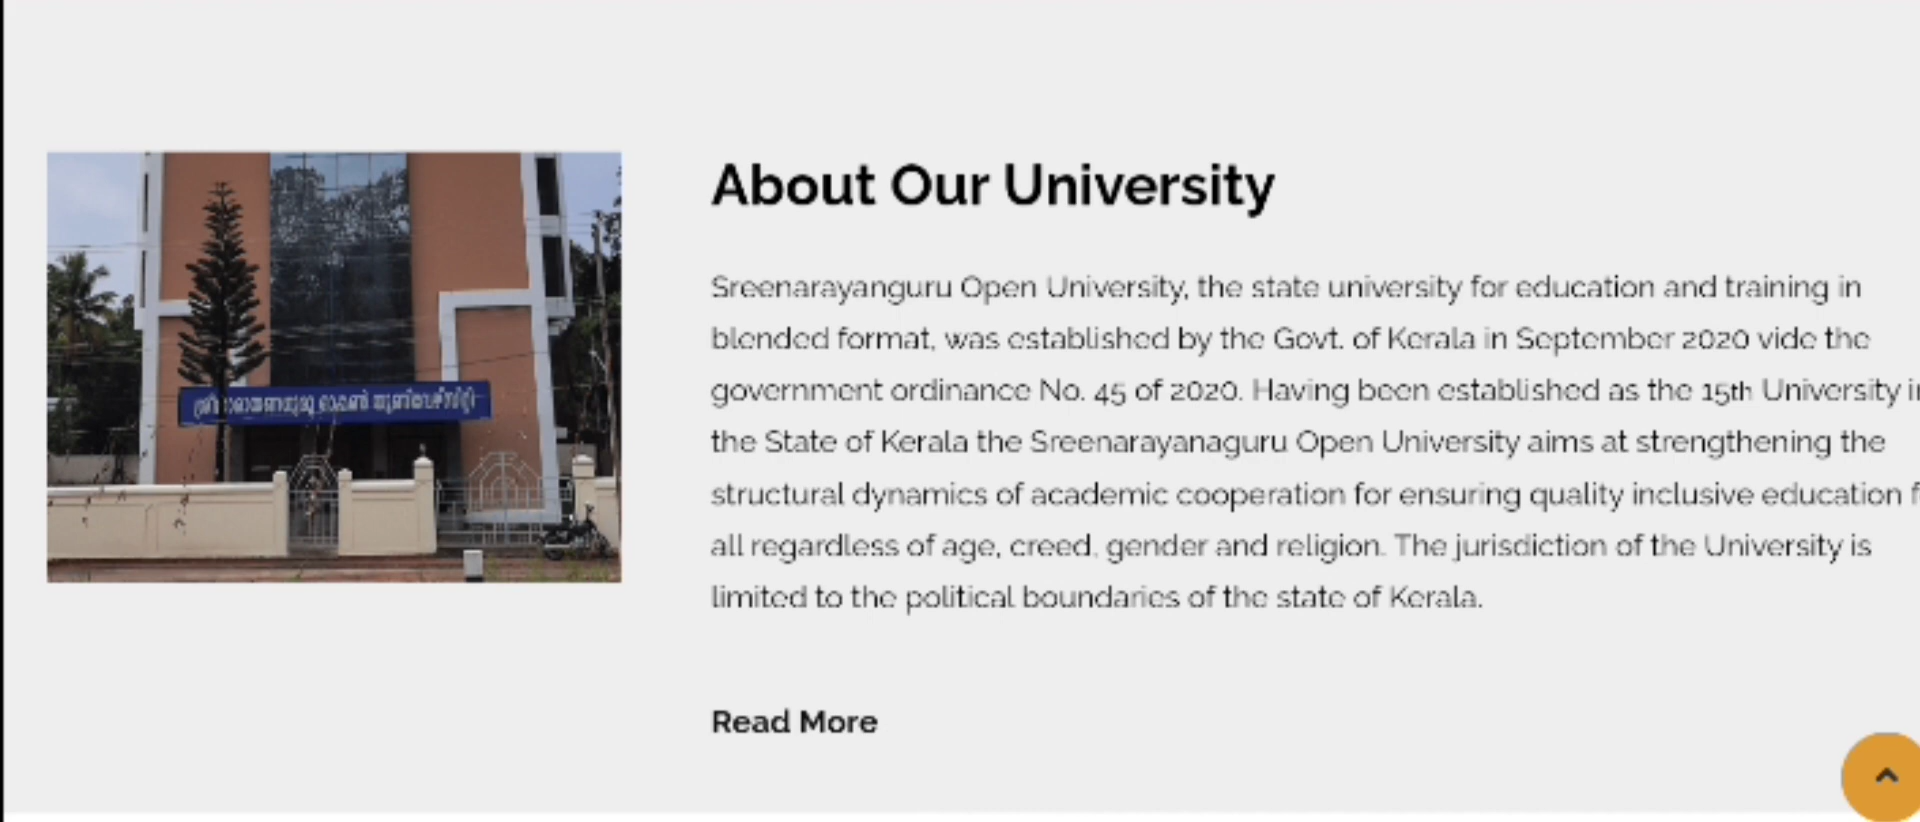 ശ്രീനാരായണഗുരു ഓപ്പൺ യൂണിവേഴ്സിറ്റി
About Our University
Sreenarayanguru Open University, the state university for education and training in
blended format, was established by the Govt. of Kerala in September 2020 vide the
government ordinance No. 45 of 2020. Having been established as the 15th University in
the State of Kerala the Sreenarayanaguru Open University aims at strengthening the
structural dynamics of academic cooperation for ensuring quality inclusive education f
all regardless of age, creed, gender and religion. The jurisdiction of the University is
limited to the political boundaries of the state of Kerala.
Read More